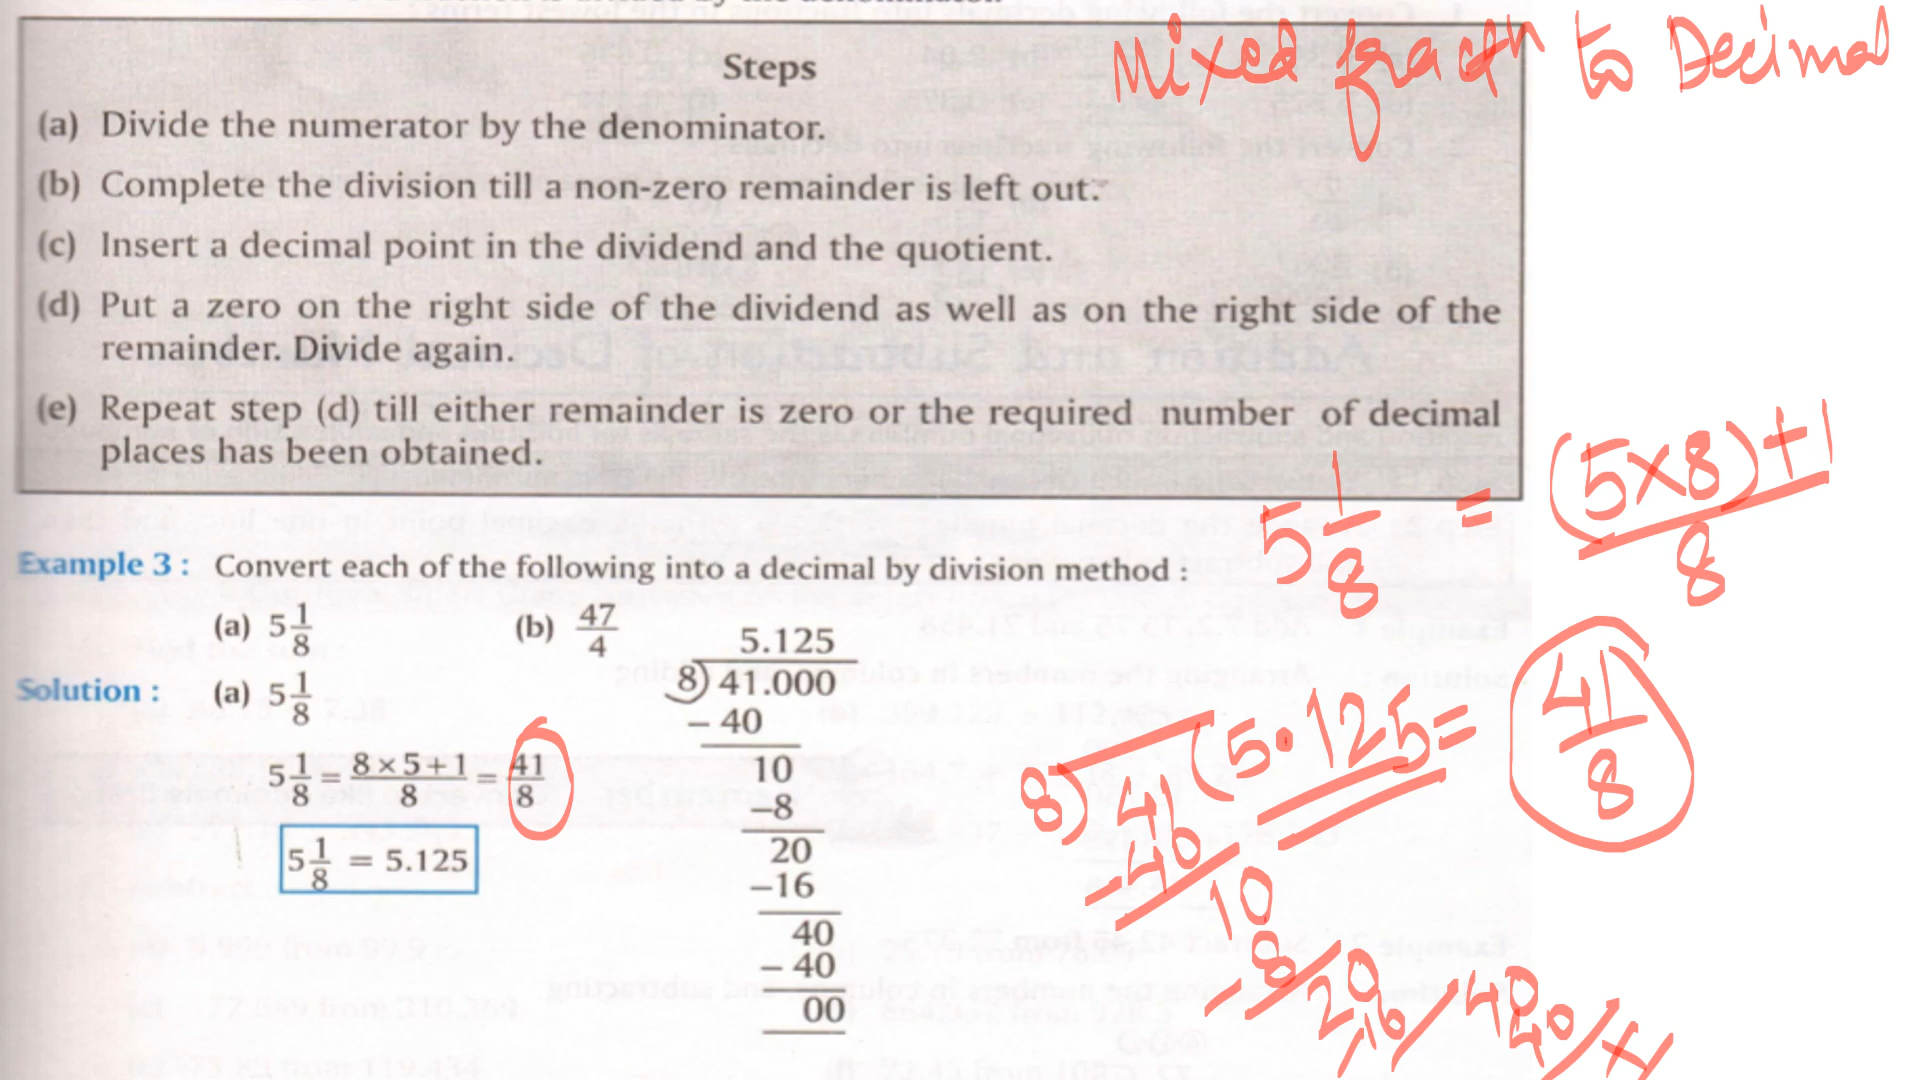 Steps
(a) Divide the numerator by the denominator.
(b) Complete the division till a non-zero remainder is left out.
(c) Insert a decimal point in the dividend and the quotient.
(d) Put a zero on the right side of the dividend as well as on the right side of the
remainder. Divide again.
(e) Repeat step (d) till either remainder is zero or the required number of decimal
places has been obtained.
Example 3 : Convert each of the following into a decimal by division method :
(a) 5 1/8 (b) 47/4
Solution : (a) 5 1/8
5 1/8 = 8 × 5 + 1 / 8 = 41/8
5 1/8 = 5.125
5.125
8) 41.000
– 40
10
–8
20
–16
40
– 40
00
Mixed to Decimal
5 1/8 = (5×8)+1 / 8
= 41/8
8) 41 (5.125
- 40
10
- 8
20
16
40
40